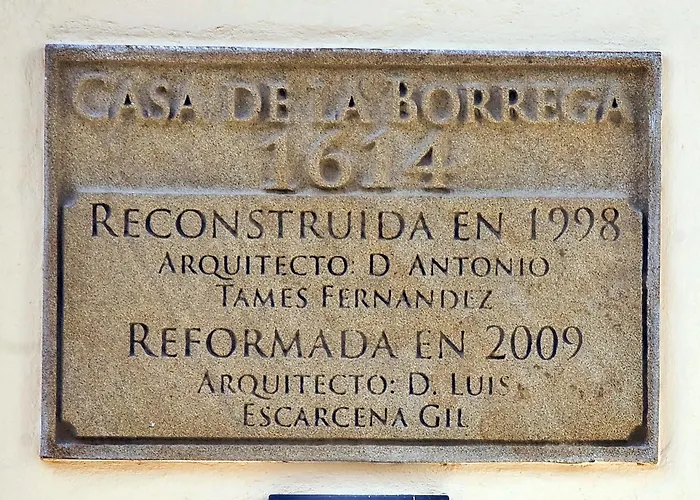 CASA DE LA BORREGA
1614
RECONSTRUIDA EN 1998
ARQUITECTO: D. ANTONIO
TAMES FERNANDEZ
REFORMADA EN 2009
ARQUITECTO: D. LUIS
ESCARCENA GIL